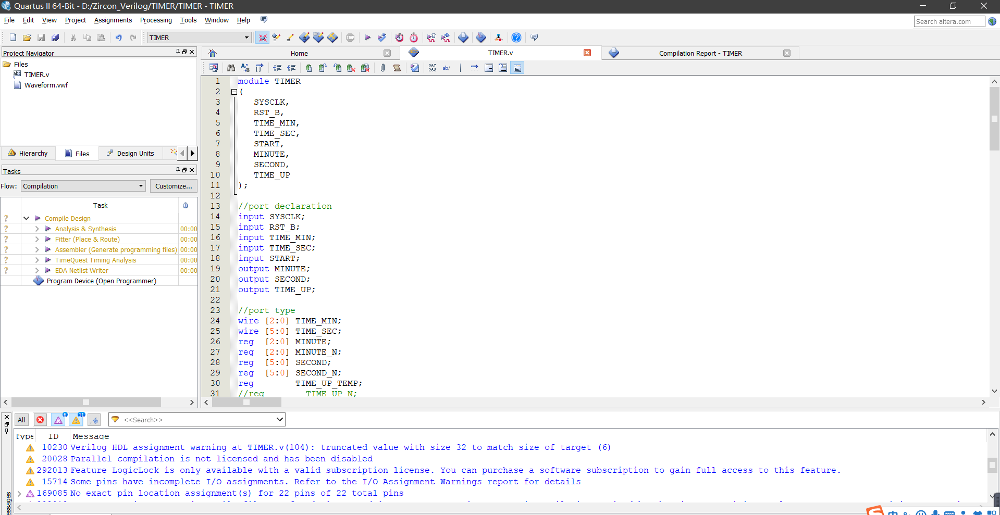 Quartus II 64-Bit - D:/Zircon_Verilog/TIMER/TIMER - TIMER
File Edit View Project Assignments Processing Tools Window Help
Search altera.com
TIMER
STOP
Project Navigator
Files
TIMER.v
Waveform.vwf
Hierarchy Files Design Units
Tasks
Flow: Compilation Customize...
Task
Compile Design
Analysis & Synthesis 00:00
Fitter (Place & Route) 00:00
Assembler (Generate programming files) 00:00
TimeQuest Timing Analysis 00:00
EDA Netlist Writer 00:00
Program Device (Open Programmer)
Home TIMER.v Compilation Report - TIMER
267
268 ab/
1 module TIMER
2 (
3 SYSCLK,
4 RST_B,
5 TIME_MIN,
6 TIME_SEC,
7 START,
8 MINUTE,
9 SECOND,
10 TIME_UP
11 );
12
13 //port declaration
14 input SYSCLK;
15 input RST_B;
16 input TIME_MIN;
17 input TIME_SEC;
18 input START;
19 output MINUTE;
20 output SECOND;
21 output TIME_UP;
22
23 //port type
24 wire [2:0] TIME_MIN;
25 wire [5:0] TIME_SEC;
26 reg [2:0] MINUTE;
27 reg [2:0] MINUTE_N;
28 reg [5:0] SECOND;
29 reg [5:0] SECOND_N;
30 reg TIME_UP_TEMP;
31 //reg TIME_UP_N;
All 6 11 <<Search>>
Type ID Message
10230 Verilog HDL assignment warning at TIMER.v(104): truncated value with size 32 to match size of target (6)
20028 Parallel compilation is not licensed and has been disabled
292013 Feature LogicLock is only available with a valid subscription license. You can purchase a software subscription to gain full access to this feature.
15714 Some pins have incomplete I/O assignments. Refer to the I/O Assignment Warnings report for details
169085 No exact pin location assignment(s) for 22 pins of 22 total pins